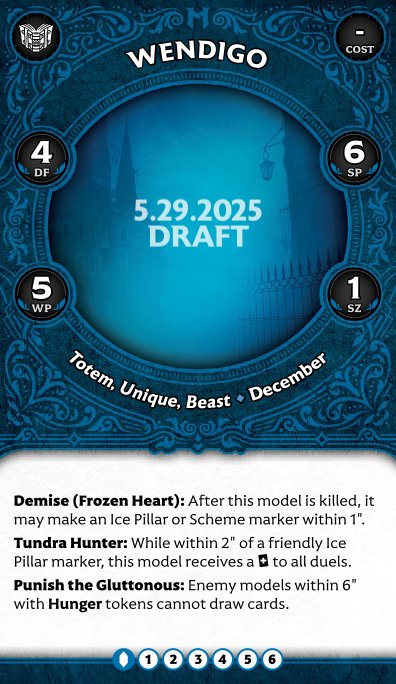 WENDIGO
-
COST
4
DF
6
SP
5.29.2025
DRAFT
5
WP
1
SZ
Totem, Unique, Beast ◆ December
Demise (Frozen Heart): After this model is killed, it
may make an Ice Pillar or Scheme marker within 1".
Tundra Hunter: While within 2" of a friendly Ice
Pillar marker, this model receives a to all duels.
Punish the Gluttonous: Enemy models within 6"
with Hunger tokens cannot draw cards.
1 2 3 4 5 6